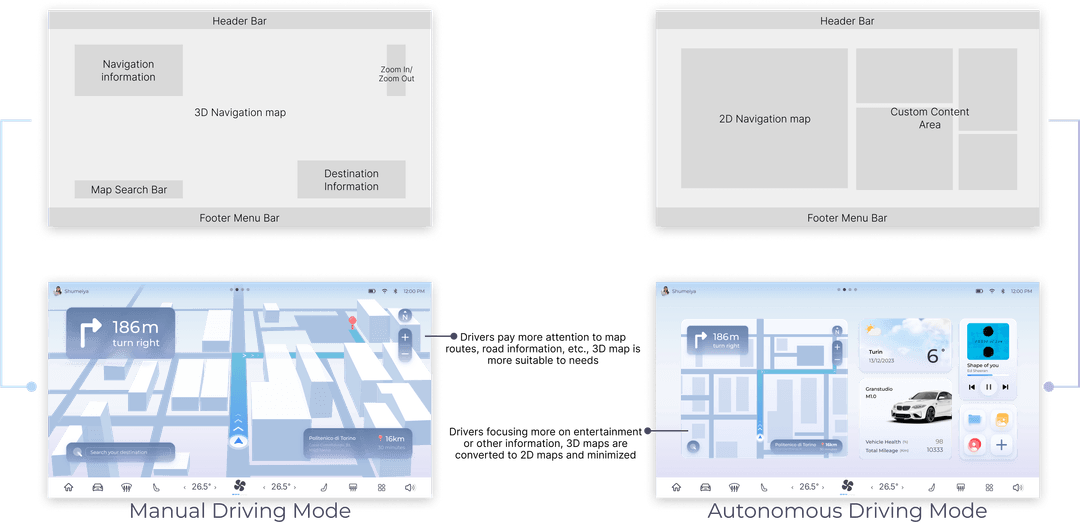 Header Bar
Navigation
information
Zoom In/
Zoom Out
3D Navigation map
Destination
Information
Map Search Bar
Footer Menu Bar
Header Bar
2D Navigation map
Custom Content
Area
Footer Menu Bar
Shumeiya
12:00 PM
N
186m
turn right
+
−
Politecnico di Torino
16km
30 minutes
Search your destination
26.5°
26.5°
Manual Driving Mode
Drivers pay more attention to map
routes, road information, etc., 3D map is
more suitable to needs
Drivers focusing more on entertainment
or other information, 3D maps are
converted to 2D maps and minimized
Shumeiya
12:00 PM
N
186m
turn right
+
−
Politecnico di Torino
16km
Turin
13/12/2023
6°
Shape of you
Ed Sheeran
Granstudio
M1.0
Vehicle Health
98
Total Mileage
10333
26.5°
26.5°
Autonomous Driving Mode